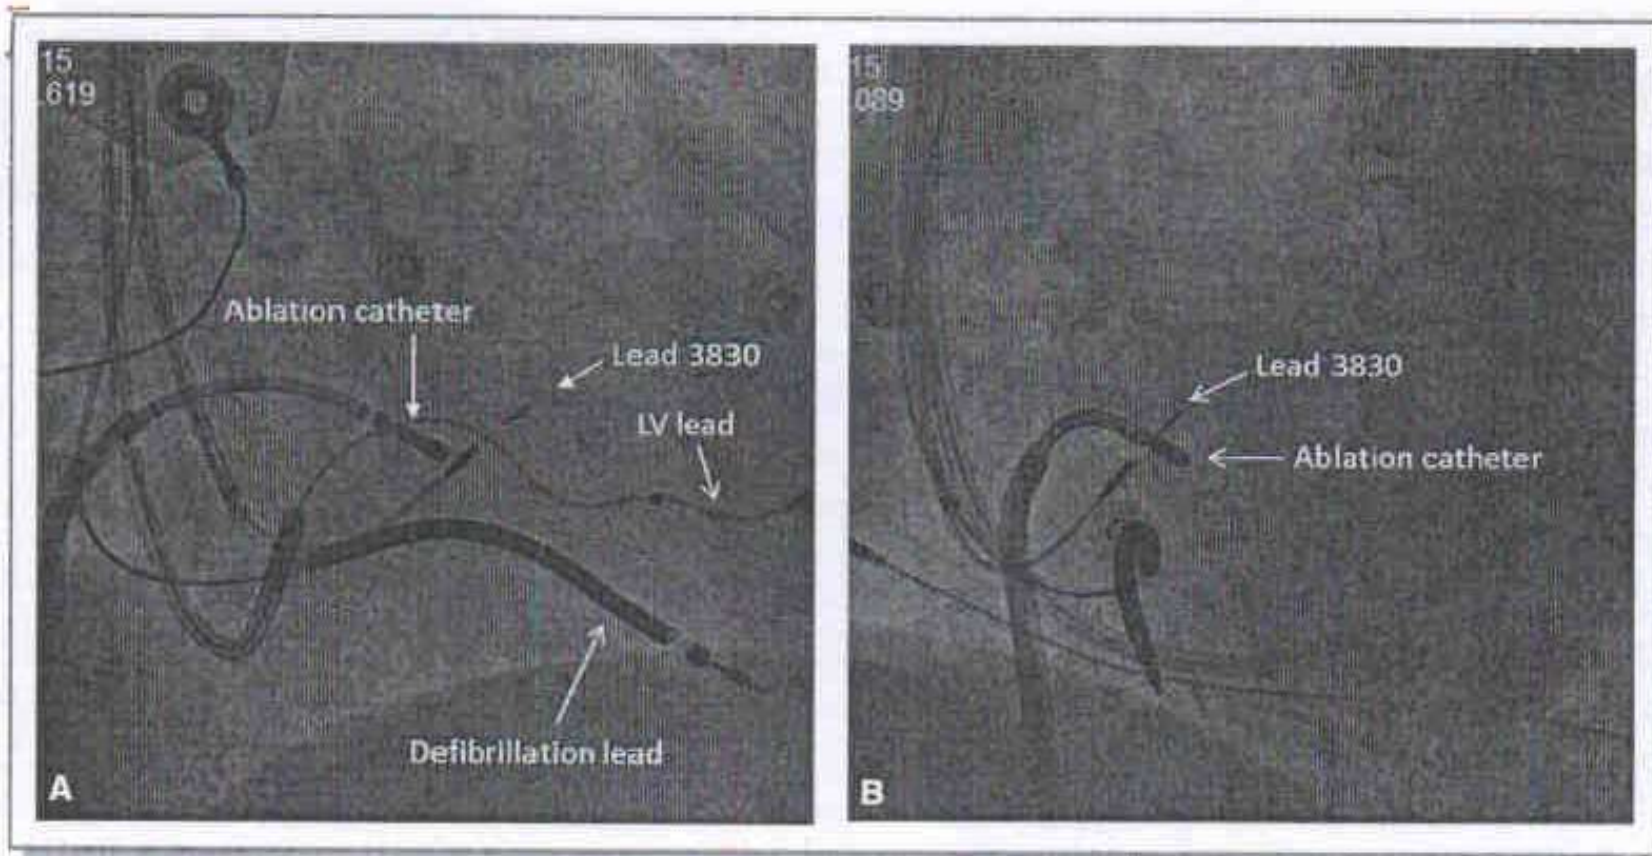 15
619
Ablation catheter
Lead 3830
LV lead
Defibrillation lead
A
15
089
Lead 3830
Ablation catheter
B